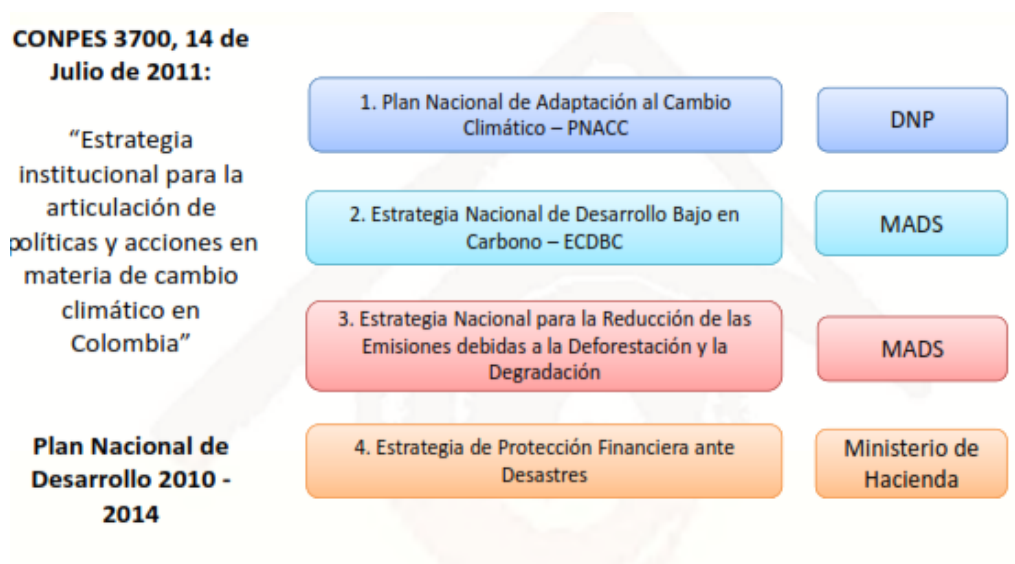 CONPES 3700, 14 de
Julio de 2011:
“Estrategia
institucional para la
articulación de
políticas y acciones en
materia de cambio
climático en
Colombia”
Plan Nacional de
Desarrollo 2010 -
2014
1. Plan Nacional de Adaptación al Cambio
Climático – PNACC
DNP
2. Estrategia Nacional de Desarrollo Bajo en
Carbono – ECDBC
MADS
3. Estrategia Nacional para la Reducción de las
Emisiones debidas a la Deforestación y la
Degradación
MADS
4. Estrategia de Protección Financiera ante
Desastres
Ministerio de
Hacienda